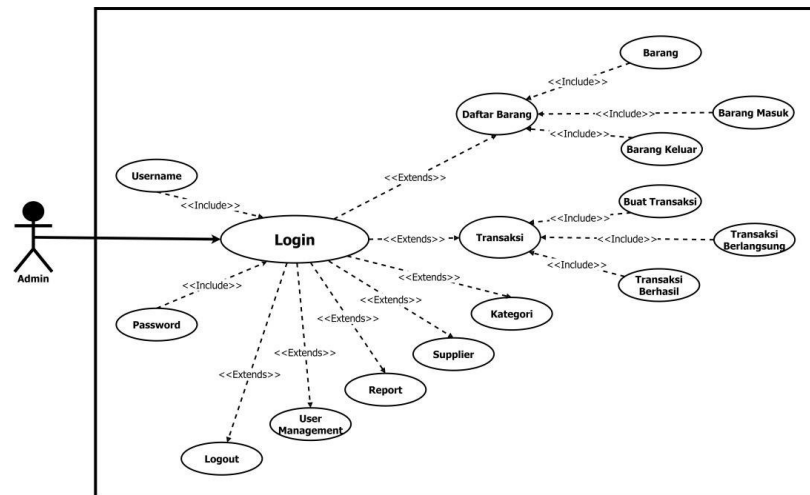 Barang
<<Include>>
Daftar Barang
<<Include>>
Barang Masuk
<<Include>>
Barang Keluar
Username
<<Extends>>
<<Include>>
Buat Transaksi
<<Include>>
Admin
Login
<<Extends>>
Transaksi
<<Include>>
Transaksi
Berlangsung
<<Include>>
Transaksi
Berhasil
<<Include>>
<<Extends>>
Kategori
Password
<<Extends>>
Supplier
<<Extends>>
<<Extends>>
<<Extends>>
Report
User
Management
Logout